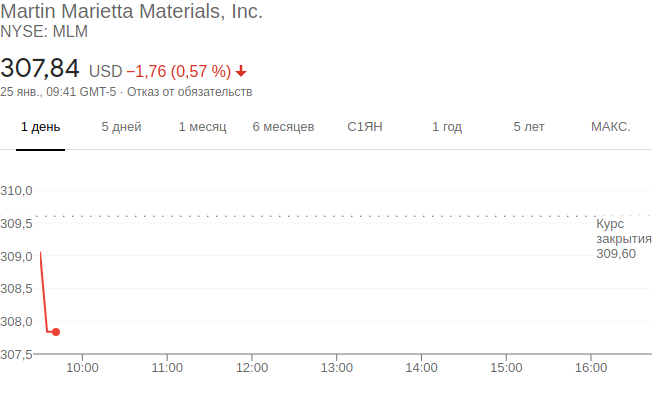 Martin Marietta Materials, Inc.
NYSE: MLM
307,84 USD −1,76 (0,57 %)
25 янв., 09:41 GMT-5 · Отказ от обязательств
1 день 5 дней 1 месяц 6 месяцев С1ЯН 1 год 5 лет МАКС.
310,0
309,5
Курс
закрытия
309,60
309,0
308,5
308,0
307,5
10:00 11:00 12:00 13:00 14:00 15:00 16:00